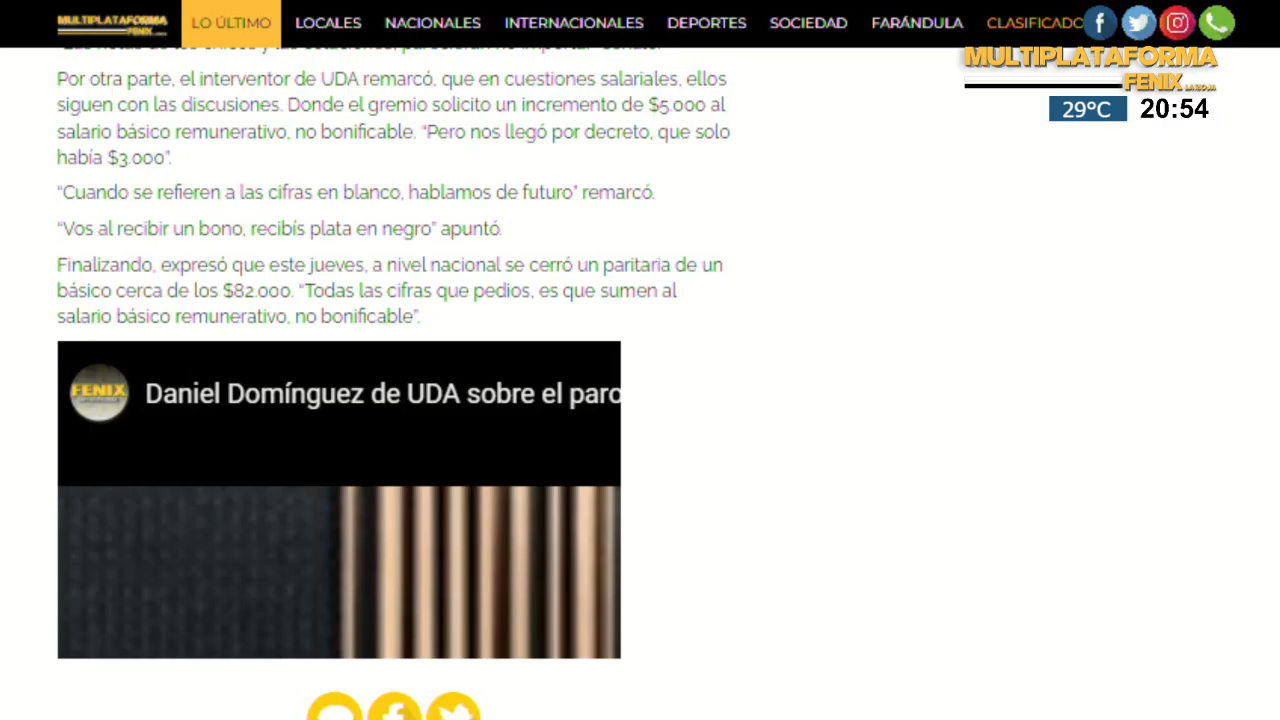 MULTIPLATAFORMA
FENIX
LO ÚLTIMO LOCALES NACIONALES INTERNACIONALES DEPORTES SOCIEDAD FARÁNDULA CLASIFICADO
MULTIPLATAFORMA
FENIX LA RIOJA
29°C 20:54
Por otra parte, el interventor de UDA remarcó, que en cuestiones salariales, ellos
siguen con las discusiones. Donde el gremio solicito un incremento de $5.000 al
salario básico remunerativo, no bonificable. “Pero nos llegó por decreto, que solo
había $3.000”.
“Cuando se refieren a las cifras en blanco, hablamos de futuro” remarcó.
“Vos al recibir un bono, recibís plata en negro” apuntó.
Finalizando, expresó que este jueves, a nivel nacional se cerró un paritaria de un
básico cerca de los $82.000. “Todas las cifras que pedios, es que sumen al
salario básico remunerativo, no bonificable”.
FENIX
Daniel Domínguez de UDA sobre el paro